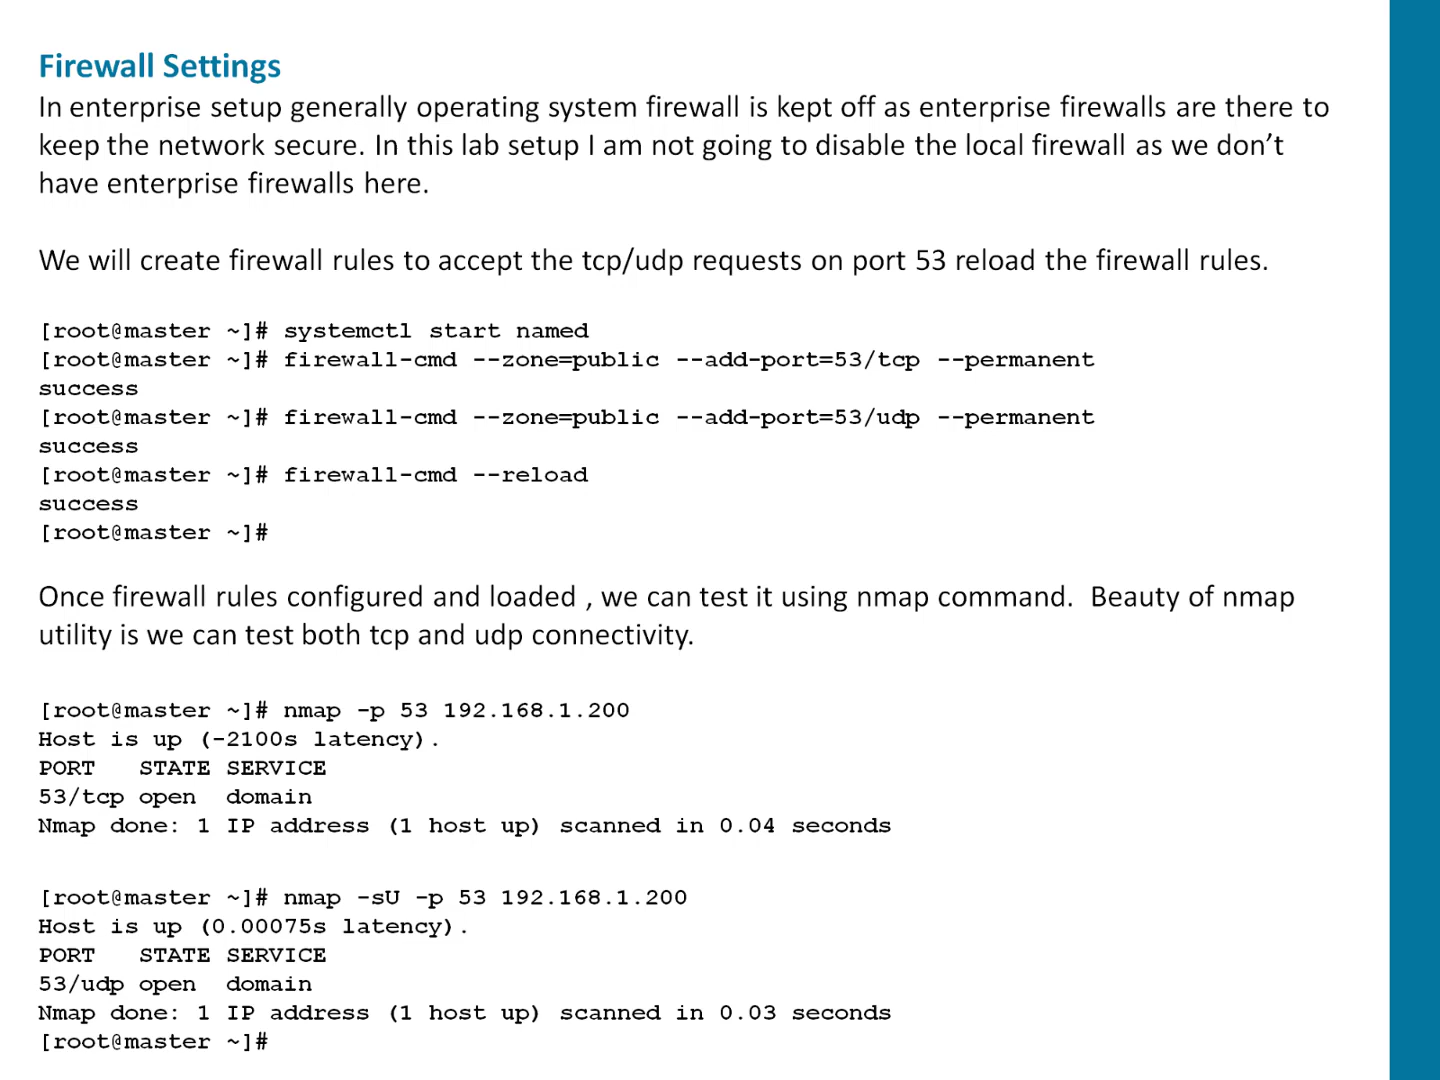 Firewall Settings
In enterprise setup generally operating system firewall is kept off as enterprise firewalls are there to
keep the network secure. In this lab setup I am not going to disable the local firewall as we don’t
have enterprise firewalls here.
We will create firewall rules to accept the tcp/udp requests on port 53 reload the firewall rules.
[root@master ~]# systemctl start named
[root@master ~]# firewall-cmd --zone=public --add-port=53/tcp --permanent
success
[root@master ~]# firewall-cmd --zone=public --add-port=53/udp --permanent
success
[root@master ~]# firewall-cmd --reload
success
[root@master ~]#
Once firewall rules configured and loaded , we can test it using nmap command.  Beauty of nmap
utility is we can test both tcp and udp connectivity.
[root@master ~]# nmap -p 53 192.168.1.200
Host is up (-2100s latency).
PORT   STATE SERVICE
53/tcp open  domain
Nmap done: 1 IP address (1 host up) scanned in 0.04 seconds
[root@master ~]# nmap -sU -p 53 192.168.1.200
Host is up (0.00075s latency).
PORT   STATE SERVICE
53/udp open  domain
Nmap done: 1 IP address (1 host up) scanned in 0.03 seconds
[root@master ~]#